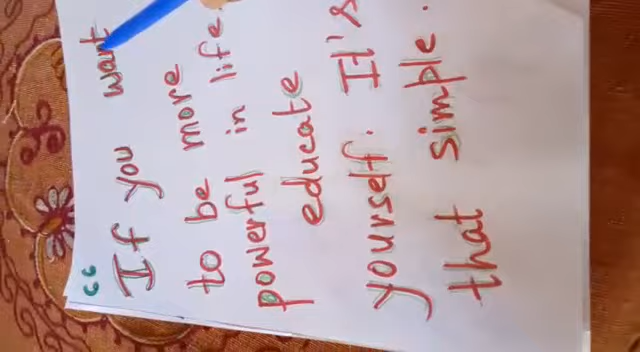 “ If you want
to be more
powerful in life
educate
yourself. It's
that simple.